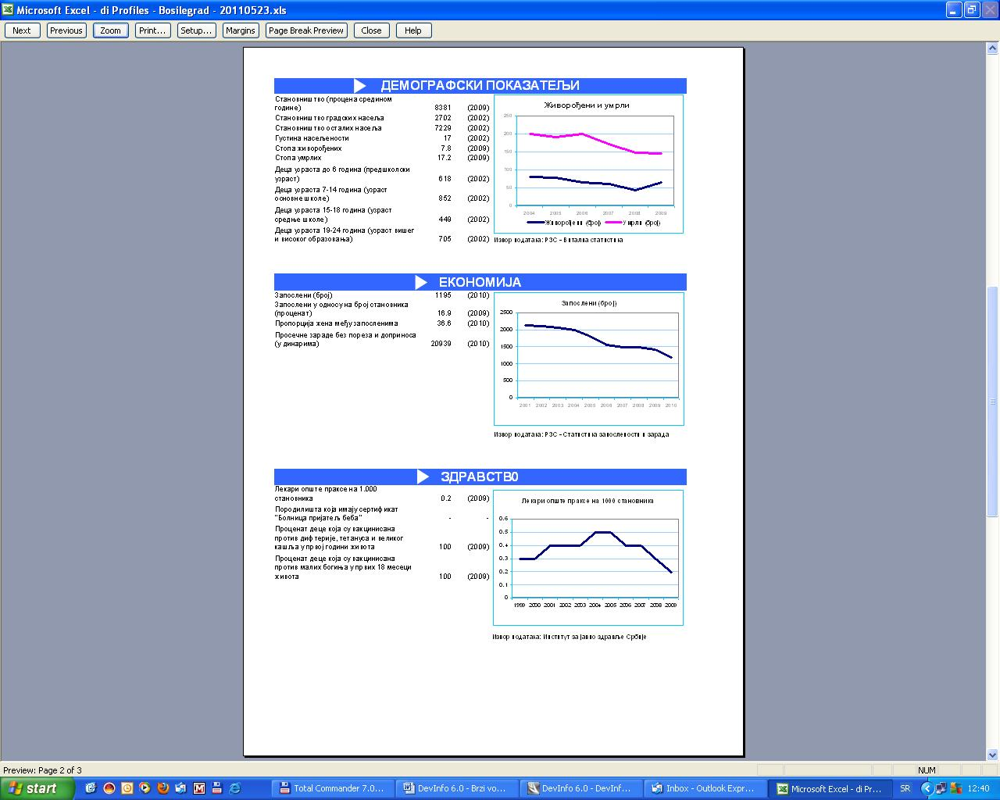 Microsoft Excel - di Profiles - Bosilegrad - 20110523.xls
Next Previous Zoom Print... Setup... Margins Page Break Preview Close Help
ДЕМОГРАФСКИ ПОКАЗАТЕЉИ
Становништво (процена средином
године) 8381 (2009)
Становништво градских насеља 2702 (2002)
Становништво осталих насеља 7229 (2002)
Густина насељености 17 (2002)
Стопа живорођених 7.8 (2009)
Стопа умрлих 17.2 (2009)
Деца узраста до 6 година (предшколски
узраст) 618 (2002)
Деца узраста 7-14 година (узраст
основне школе) 852 (2002)
Деца узраста 15-18 година (узраст
средње школе) 449 (2002)
Деца узраста 19-24 година (узраст вишег
и високог образовања) 705 (2002)
Живорођени и умрли
250
200
150
100
50
0
2004 2005 2006 2007 2008 2009
Живорођени (број) Умрли (број)
Извор података: РЗС - Витална статистика
ЕКОНОМИЈА
Запослени (број) 1195 (2010)
Запослени у односу на број становника
(проценат) 16.9 (2009)
Пропорција жена међу запосленима 36.6 (2010)
Просечне зараде без пореза и доприноса
(у динарима) 20939 (2010)
Запослени (број)
2500
2000
1500
1000
500
0
2001 2002 2003 2004 2005 2006 2007 2008 2009 2010
Извор података: РЗС - Статистика запослености и зарада
ЗДРАВСТВ0
Лекари опште праксе на 1.000
становника 0.2 (2009)
Породилишта која имају сертификат
"Болница пријатељ беба" - -
Проценат деце која су вакцинисана
против дифтерије, тетануса и великог
кашља у првој години живота 100 (2009)
Проценат деце која су вакцинисана
против малих богиња у првих 18 месеци
живота 100 (2009)
Лекари опште праксе на 1000 становника
0.6
0.5
0.4
0.3
0.2
0.1
0
1999 2000 2001 2002 2003 2004 2005 2006 2007 2008 2009
Извор података: Институт за јавно здравље Србије
Preview: Page 2 of 3 NUM
start Total Commander 7.0... DevInfo 6.0 - Brzi vo... DevInfo 6.0 - DevInf... Inbox - Outlook Expr... Microsoft Excel - di Pr... SR 12:40